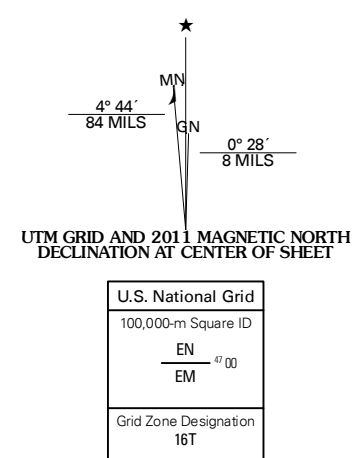 ★
MN
4° 44´
84 MILS
GN
0° 28´
8 MILS
UTM GRID AND 2011 MAGNETIC NORTH
DECLINATION AT CENTER OF SHEET
U.S. National Grid
100,000-m Square ID
EN
47 00
EM
Grid Zone Designation
16T